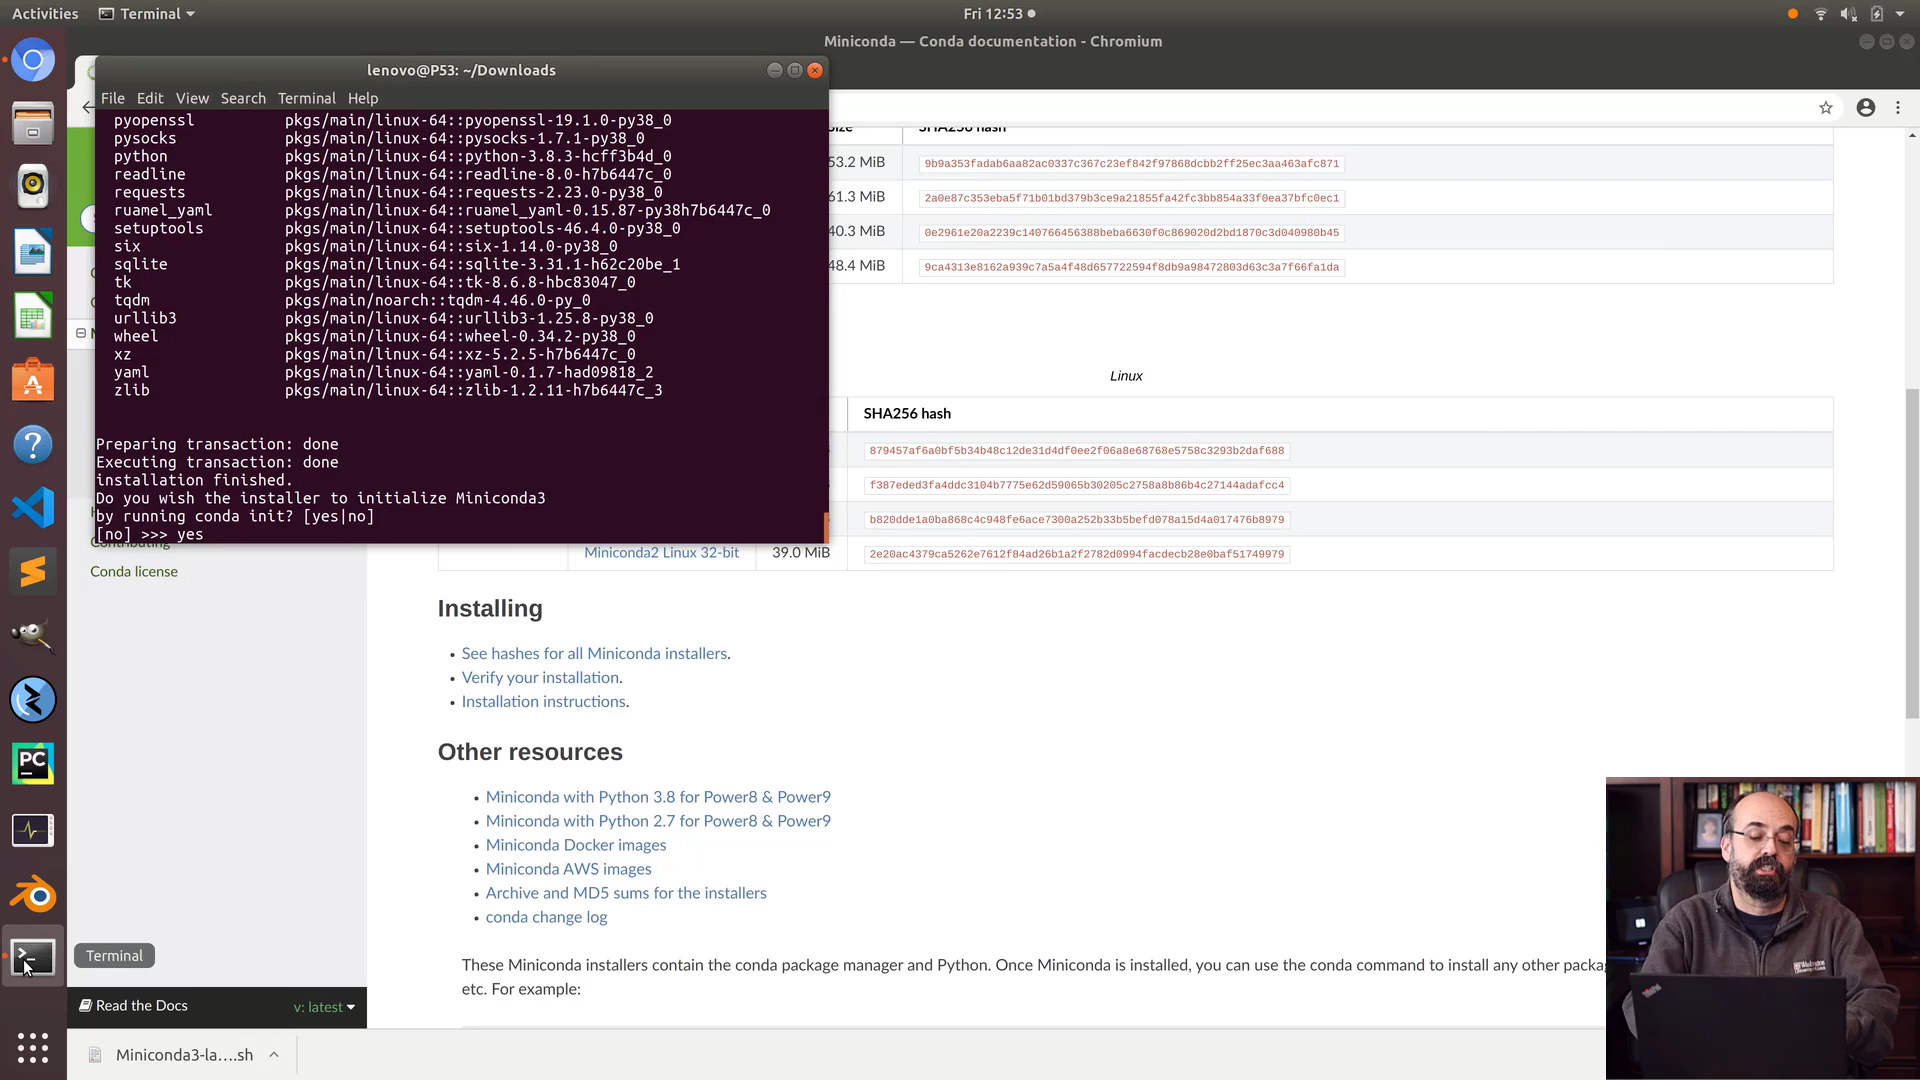 Activities
Terminal
Fri 12:53
Miniconda — Conda documentation - Chromium
lenovo@P53: ~/Downloads
File Edit View Search Terminal Help
pyopenssl pkgs/main/linux-64::pyopenssl-19.1.0-py38_0
pysocks pkgs/main/linux-64::pysocks-1.7.1-py38_0
python pkgs/main/linux-64::python-3.8.3-hcff3b4d_0
readline pkgs/main/linux-64::readline-8.0-h7b6447c_0
requests pkgs/main/linux-64::requests-2.23.0-py38_0
ruamel_yaml pkgs/main/linux-64::ruamel_yaml-0.15.87-py38h7b6447c_0
setuptools pkgs/main/linux-64::setuptools-46.4.0-py38_0
six pkgs/main/linux-64::six-1.14.0-py38_0
sqlite pkgs/main/linux-64::sqlite-3.31.1-h62c20be_1
tk pkgs/main/linux-64::tk-8.6.8-hbc83047_0
tqdm pkgs/main/noarch::tqdm-4.46.0-py_0
urllib3 pkgs/main/linux-64::urllib3-1.25.8-py38_0
wheel pkgs/main/linux-64::wheel-0.34.2-py38_0
xz pkgs/main/linux-64::xz-5.2.5-h7b6447c_0
yaml pkgs/main/linux-64::yaml-0.1.7-had09818_2
zlib pkgs/main/linux-64::zlib-1.2.11-h7b6447c_3
Preparing transaction: done
Executing transaction: done
installation finished.
Do you wish the installer to initialize Miniconda3
by running conda init? [yes|no]
[no] >>> yes
SHA256 hash
53.2 MiB 9b9a353fadab6aa82ac0337c367c23ef842f97868dcbb2ff25ec3aa463afc871
61.3 MiB 2a0e87c353eba5f71b01bd379b3ce9a21855fa42fc3bb854a33f0ea37bfc0ec1
40.3 MiB 0e2961e20a2239c140766456388beba6630f0c869020d2bd1870c3d040980b45
48.4 MiB 9ca4313e8162a939c7a5a4f48d657722594f8db9a98472803d63c3a7f66fa1da
Linux
SHA256 hash
879457af6a0bf5b34b48c12de31d4df0ee2f06a8e68768e5758c3293b2daf688
f387eded3fa4ddc3104b7775e62d59065b30205c2758a8b86b4c27144adafcc4
b820dde1a0ba868c4c948fe6ace7300a252b33b5befd078a15d4a017476b8979
Miniconda2 Linux 32-bit 39.0 MiB 2e20ac4379ca5262e7612f84ad26b1a2f2782d0994facdecb28e0baf51749979
Contributing
Conda license
Installing
• See hashes for all Miniconda installers.
• Verify your installation.
• Installation instructions.
Other resources
• Miniconda with Python 3.8 for Power8 & Power9
• Miniconda with Python 2.7 for Power8 & Power9
• Miniconda Docker images
• Miniconda AWS images
• Archive and MD5 sums for the installers
• conda change log
These Miniconda installers contain the conda package manager and Python. Once Miniconda is installed, you can use the conda command to install any other
etc. For example:
Terminal
Read the Docs
v: latest
Miniconda3-la....sh
PC